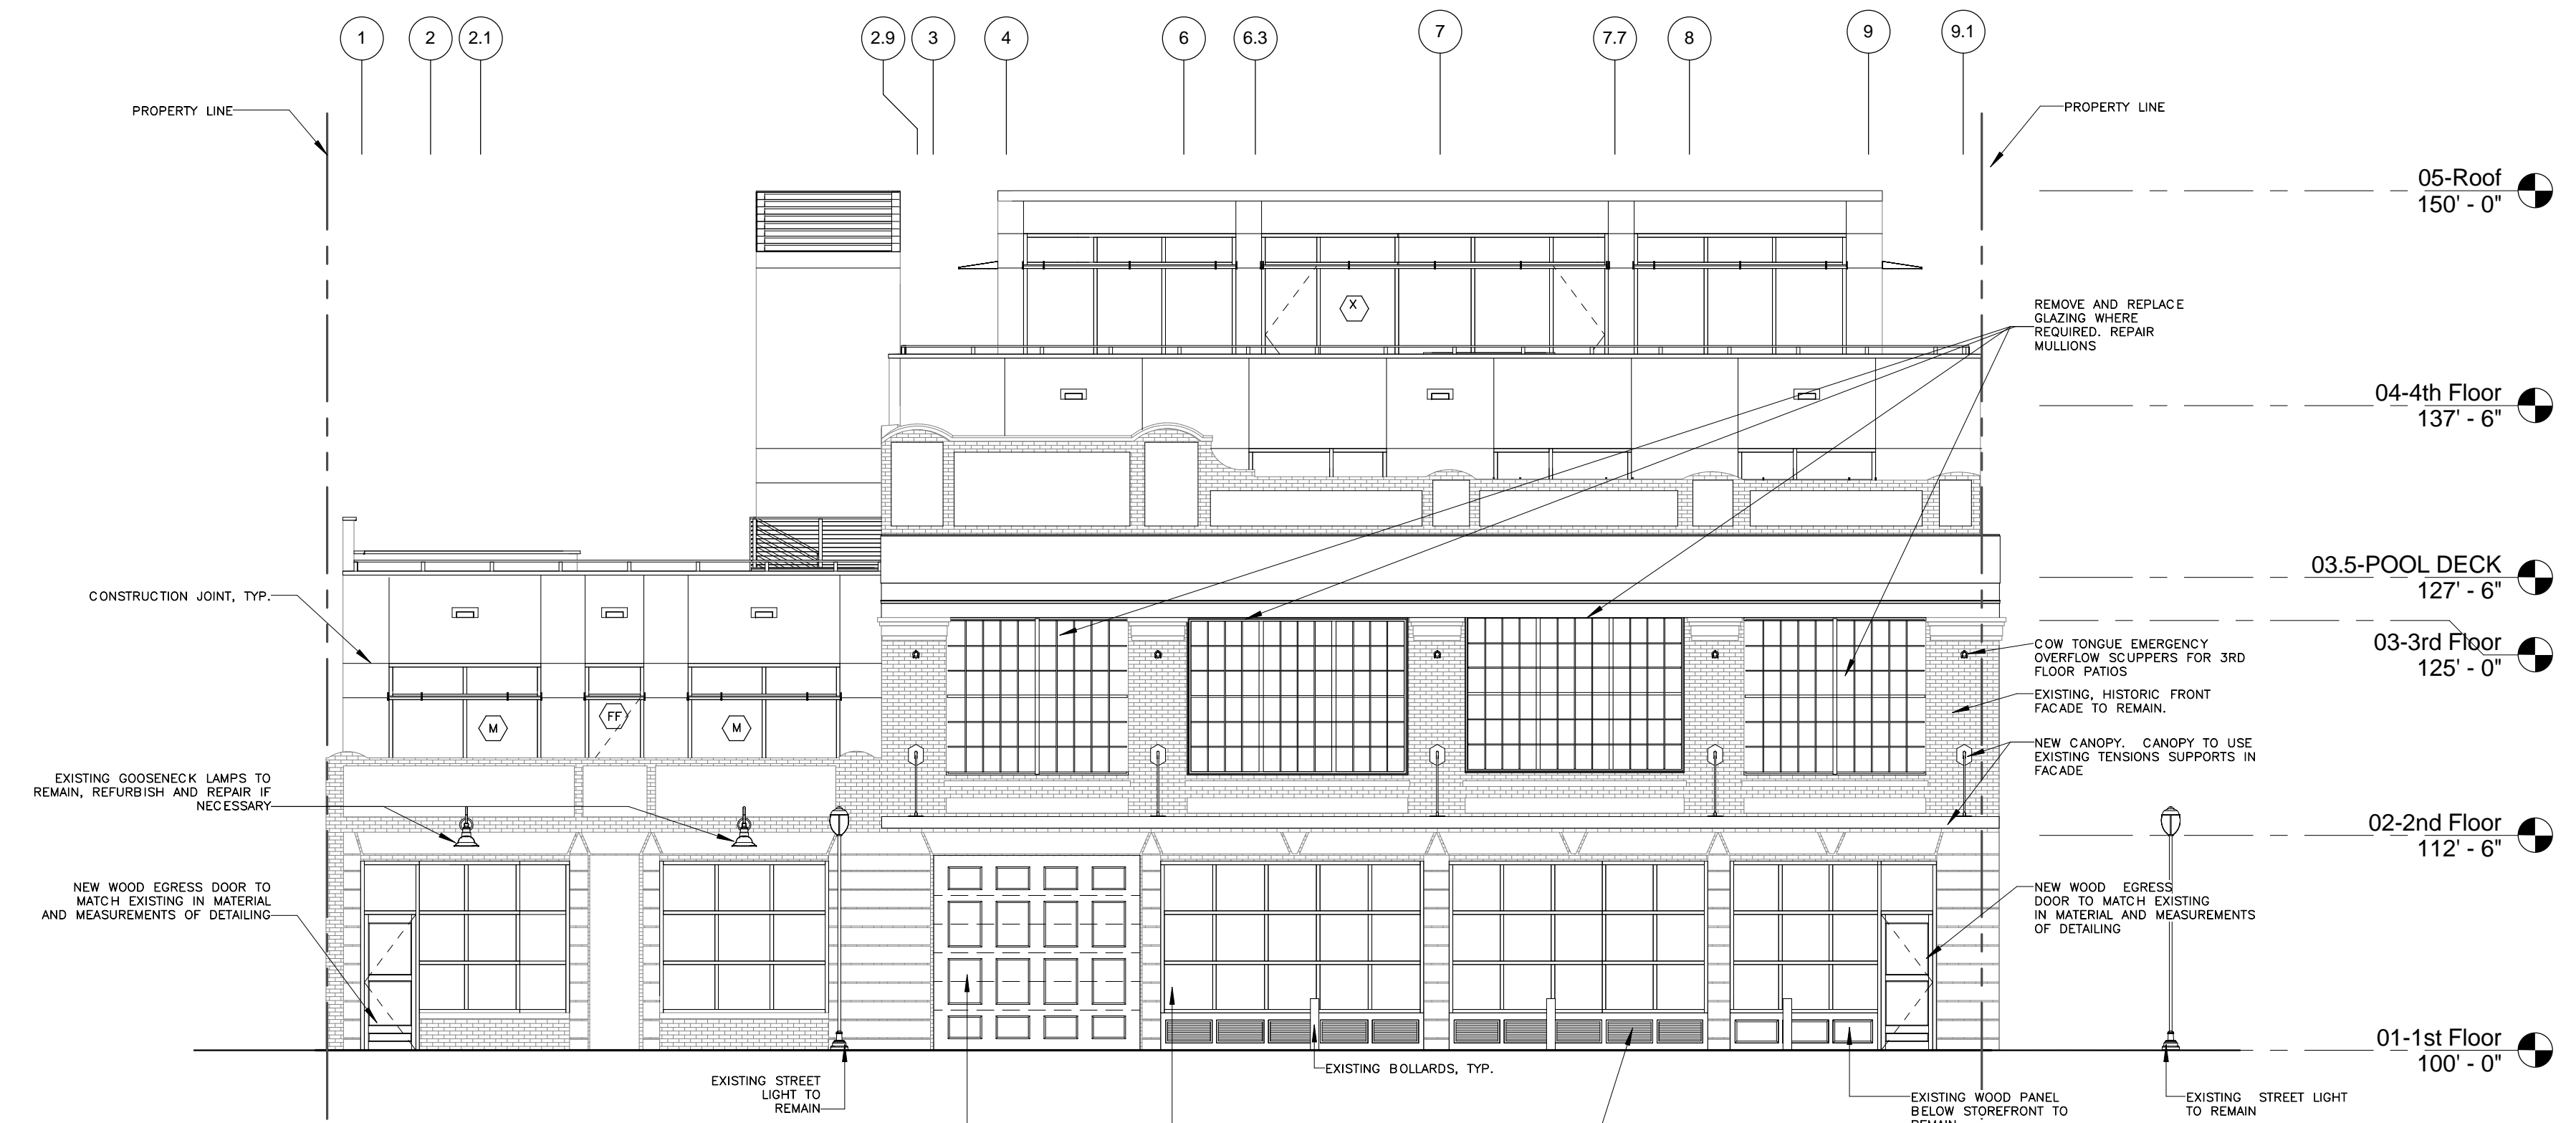 1
2
2.1
2.9
3
4
6
6.3
7
7.7
8
9
9.1
PROPERTY LINE
PROPERTY LINE
05-Roof
150' - 0"
X
REMOVE AND REPLACE
GLAZING WHERE
REQUIRED. REPAIR
MULLIONS
04-4th Floor
137' - 6"
03.5-POOL DECK
127' - 6"
CONSTRUCTION JOINT, TYP.
03-3rd Floor
125' - 0"
COW TONGUE EMERGENCY
OVERFLOW SCUPPERS FOR 3RD
FLOOR PATIOS
EXISTING, HISTORIC FRONT
FACADE TO REMAIN.
M
FF
M
NEW CANOPY. CANOPY TO USE
EXISTING TENSIONS SUPPORTS IN
FACADE
EXISTING GOOSENECK LAMPS TO
REMAIN, REFURBISH AND REPAIR IF
NECESSARY
02-2nd Floor
112' - 6"
NEW WOOD EGRESS DOOR TO
MATCH EXISTING IN MATERIAL
AND MEASUREMENTS OF DETAILING
NEW WOOD EGRESS
DOOR TO MATCH EXISTING
IN MATERIAL AND MEASUREMENTS
OF DETAILING
01-1st Floor
100' - 0"
EXISTING STREET
LIGHT TO
REMAIN
EXISTING BOLLARDS, TYP.
EXISTING WOOD PANEL
BELOW STOREFRONT TO
REMAIN
EXISTING STREET LIGHT
TO REMAIN